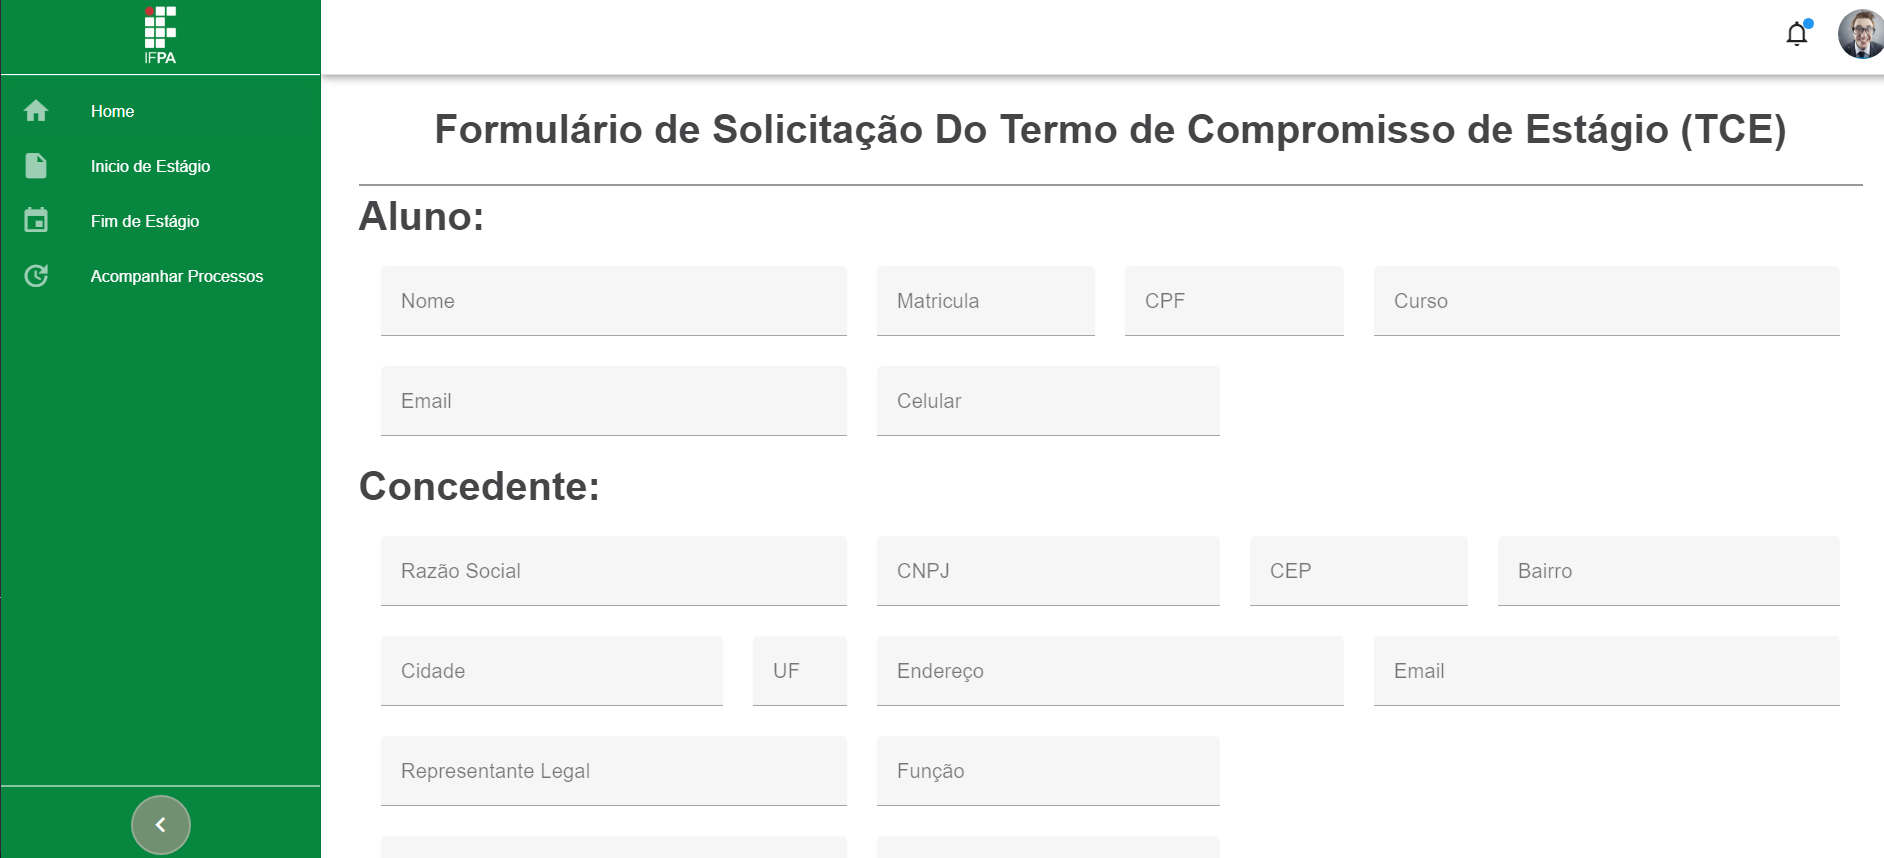 IFPA
Home
Inicio de Estágio
Fim de Estágio
Acompanhar Processos
Formulário de Solicitação Do Termo de Compromisso de Estágio (TCE)
Aluno:
Nome Matricula CPF Curso
Email Celular
Concedente:
Razão Social CNPJ CEP Bairro
Cidade UF Endereço Email
Representante Legal Função